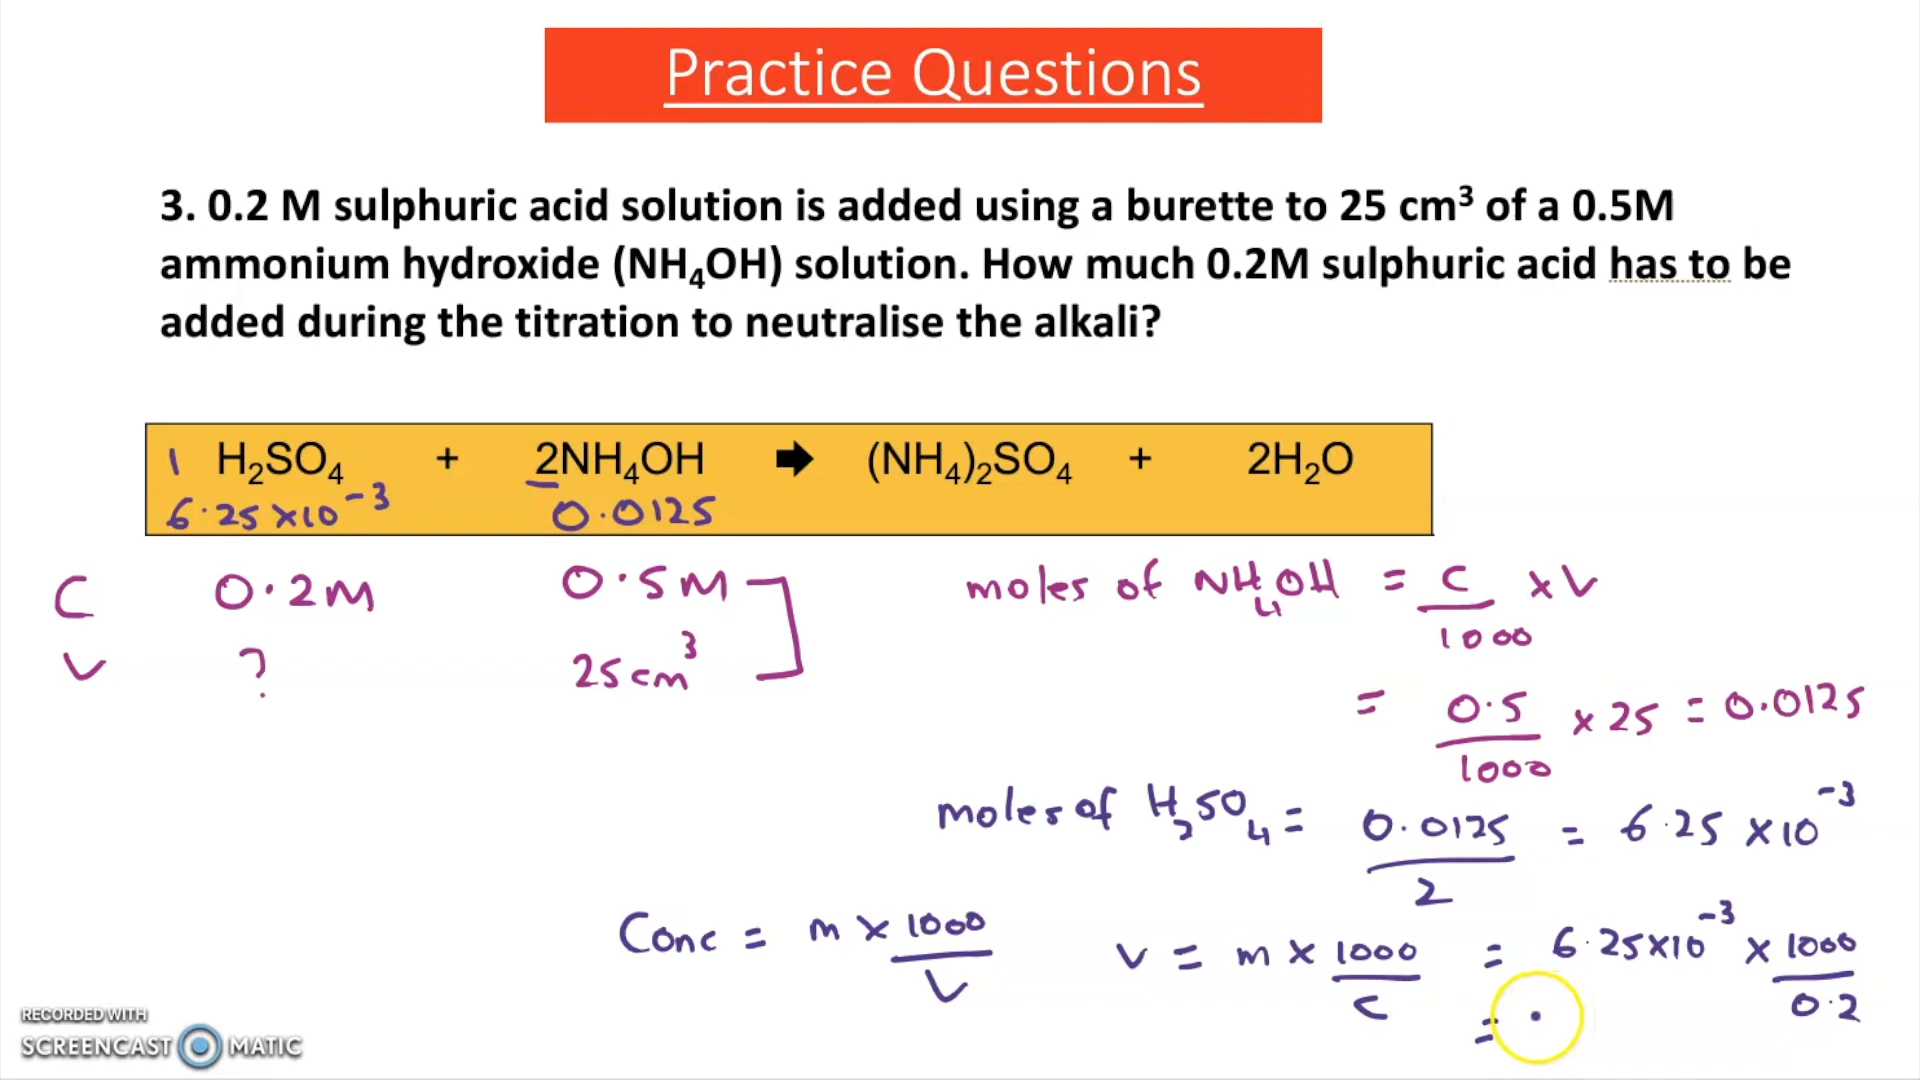 Practice Questions
3. 0.2 M sulphuric acid solution is added using a burette to 25 cm³ of a 0.5M
ammonium hydroxide (NH₄OH) solution. How much 0.2M sulphuric acid has to be
added during the titration to neutralise the alkali?
1 H₂SO₄ + 2NH₄OH 🡆 (NH₄)₂SO₄ + 2H₂O
6.25 x10⁻³ 0.0125
C 0.2M 0.5M
V ? 25 cm³
moles of NH₄OH = C/1000 x V
= 0.5/1000 x 25 = 0.0125
moles of H₂SO₄ = 0.0125/2 = 6.25 x10⁻³
Conc = m x 1000/V
V = m x 1000/C = 6.25x10⁻³ x 1000/0.2
=
RECORDED WITH
SCREENCAST MATIC